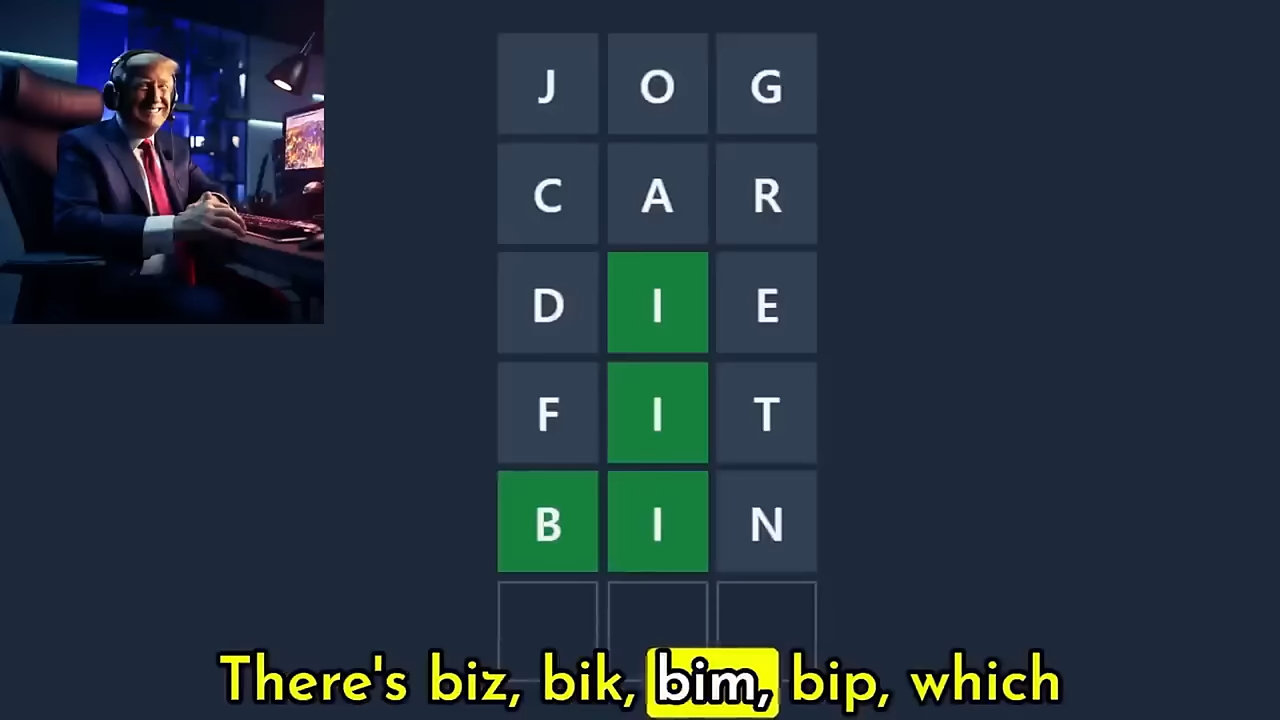 J O G
C A R
D I E
F I T
B I N
There's biz, bik, bim, bip, which